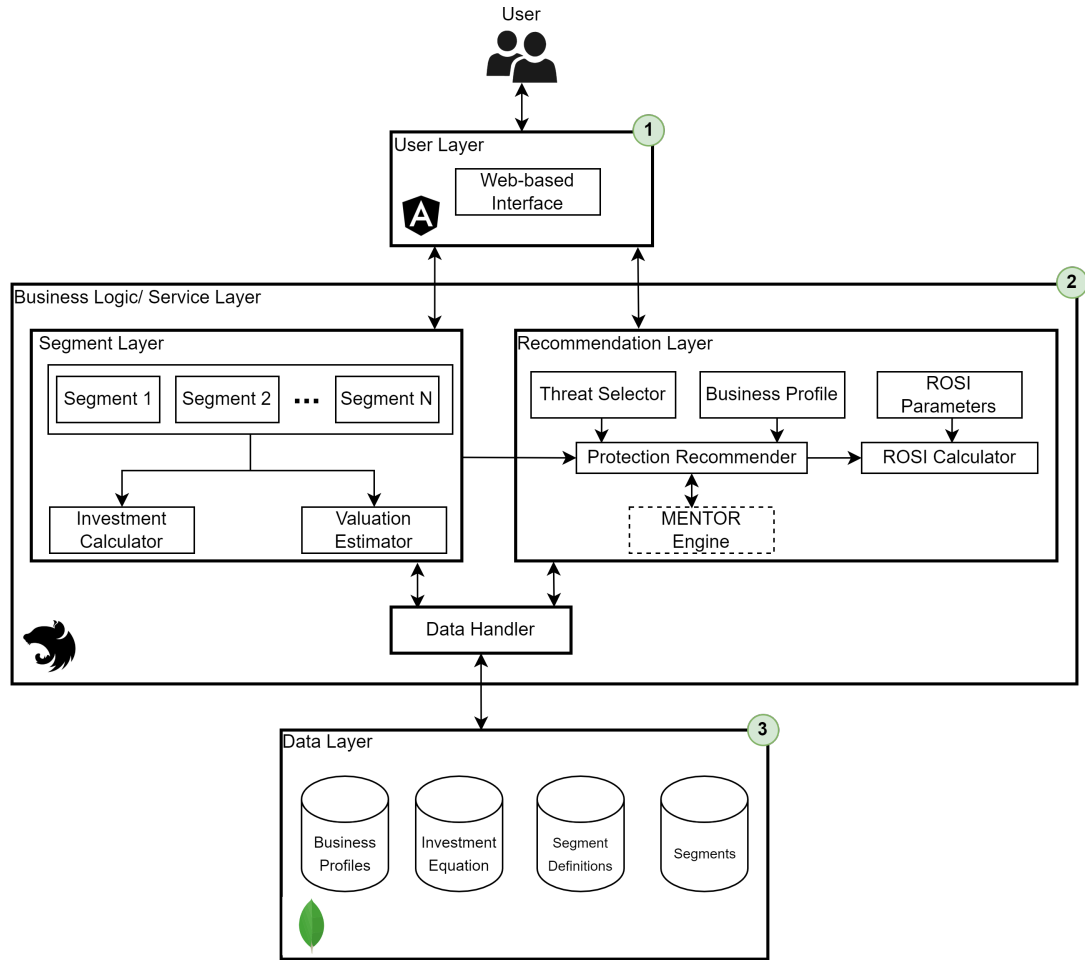 User
1
User Layer
Web-based
Interface
2
Business Logic/ Service Layer
Segment Layer
Segment 1
Segment 2
...
Segment N
Investment
Calculator
Valuation
Estimator
Recommendation Layer
Threat Selector
Business Profile
ROSI
Parameters
Protection Recommender
ROSI Calculator
MENTOR
Engine
Data Handler
3
Data Layer
Business
Profiles
Investment
Equation
Segment
Definitions
Segments